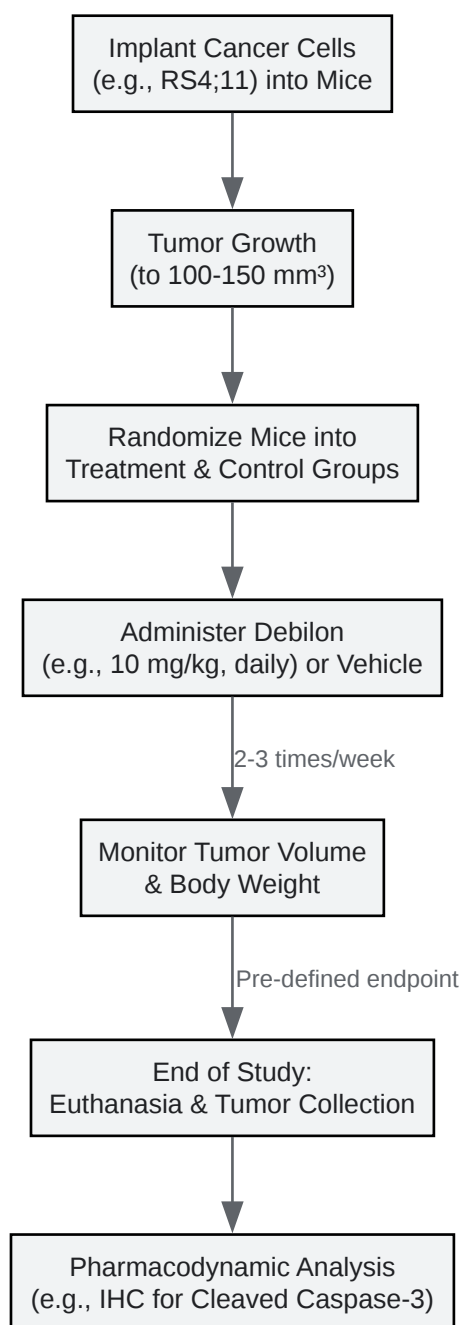 Implant Cancer Cells
(e.g., RS4;11) into Mice
Tumor Growth
(to 100-150 mm³)
Randomize Mice into
Treatment & Control Groups
Administer Debilon
(e.g., 10 mg/kg, daily) or Vehicle
2-3 times/week
Monitor Tumor Volume
& Body Weight
Pre-defined endpoint
End of Study:
Euthanasia & Tumor Collection
Pharmacodynamic Analysis
(e.g., IHC for Cleaved Caspase-3)